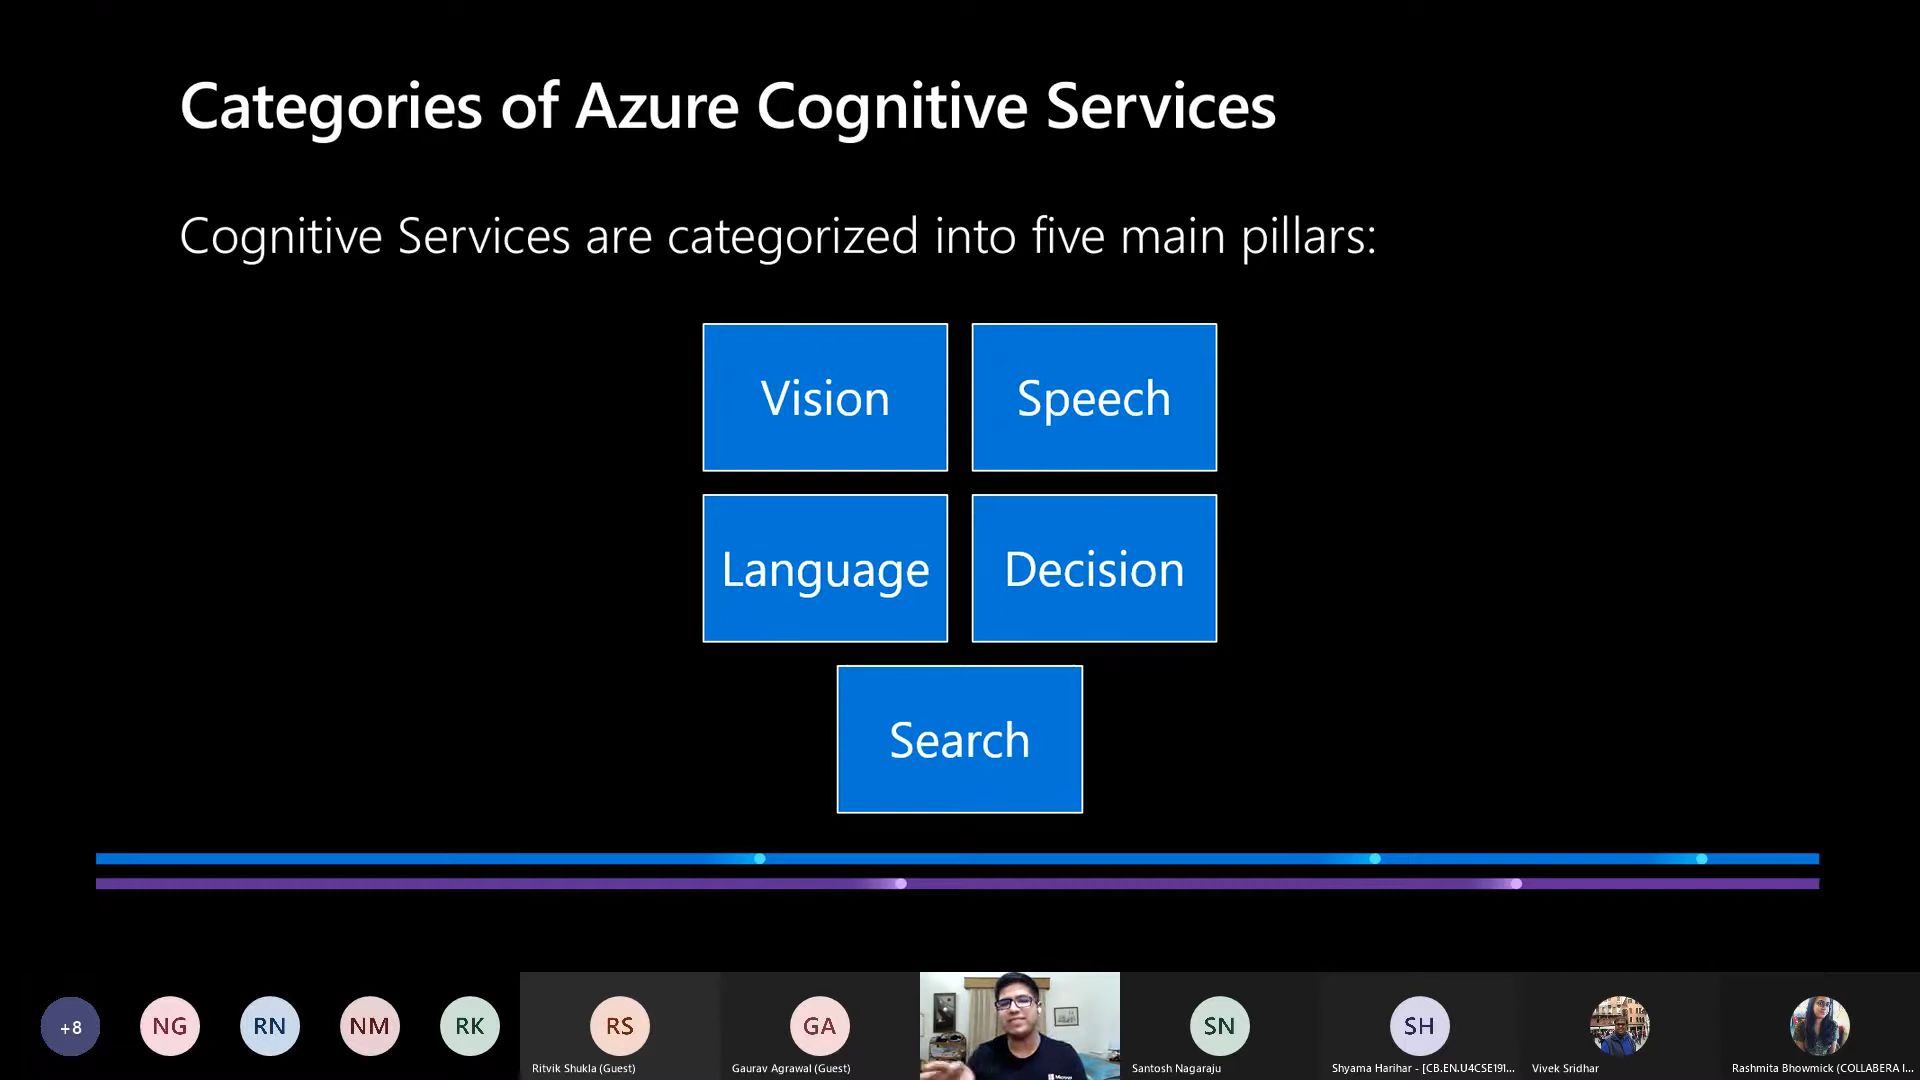 Categories of Azure Cognitive Services
Cognitive Services are categorized into five main pillars:
Vision
Speech
Language
Decision
Search
+8
NG
RN
NM
RK
RS
GA
SN
SH
Ritvik Shukla (Guest)
Gaurav Agrawal (Guest)
Santosh Nagaraju
Shyama Harihar - [CB.EN.U4CSE191...
Vivek Sridhar
Rashmita Bhowmick (COLLABERA I...